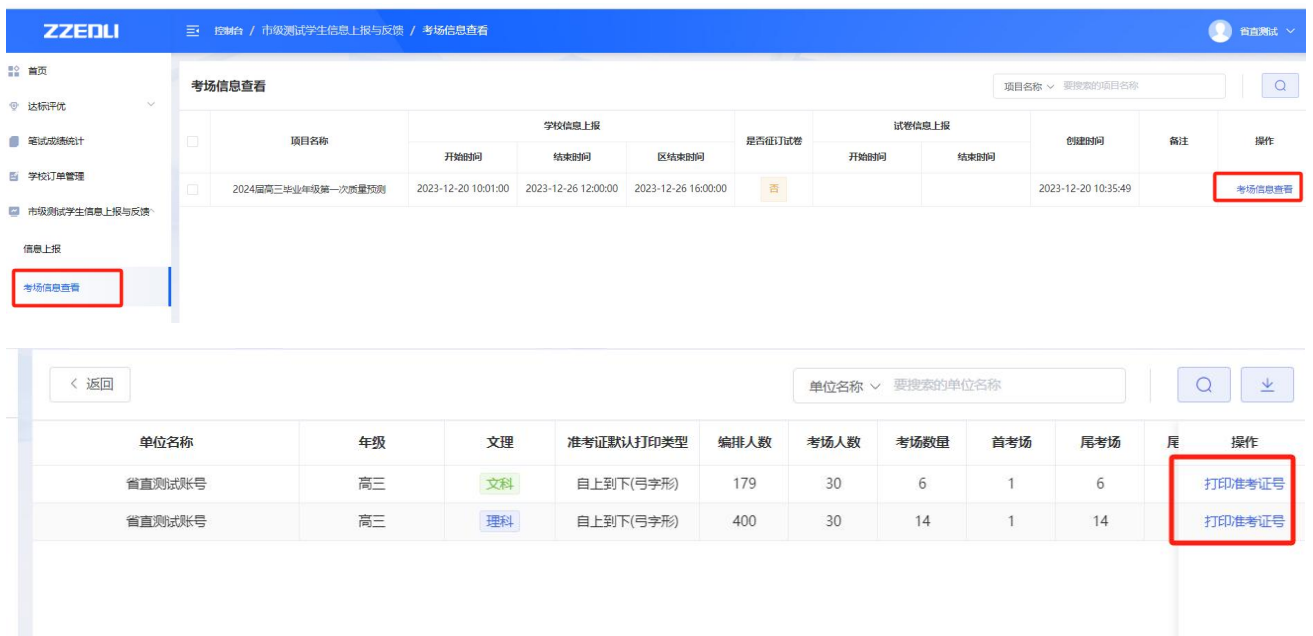 ZZEDLI
控制台 / 市级测试学生信息上报与反馈 / 考场信息查看
省直测试
首页
达标评优
笔试成绩统计
学校订单管理
市级测试学生信息上报与反馈
信息上报
考场信息查看
考场信息查看
项目名称 要搜索的项目名称
项目名称 学校信息上报 是否征订试卷 试卷信息上报 创建时间 备注 操作
开始时间 结束时间 区结束时间 开始时间 结束时间
2024届高三毕业年级第一次质量预测 2023-12-20 10:01:00 2023-12-26 12:00:00 2023-12-26 16:00:00 否 2023-12-20 10:35:49 考场信息查看
返回
单位名称 要搜索的单位名称
单位名称 年级 文理 准考证默认打印类型 编排人数 考场人数 考场数量 首考场 尾考场 尾 操作
省直测试账号 高三 文科 自上到下(弓字形) 179 30 6 1 6 打印准考证号
省直测试账号 高三 理科 自上到下(弓字形) 400 30 14 1 14 打印准考证号